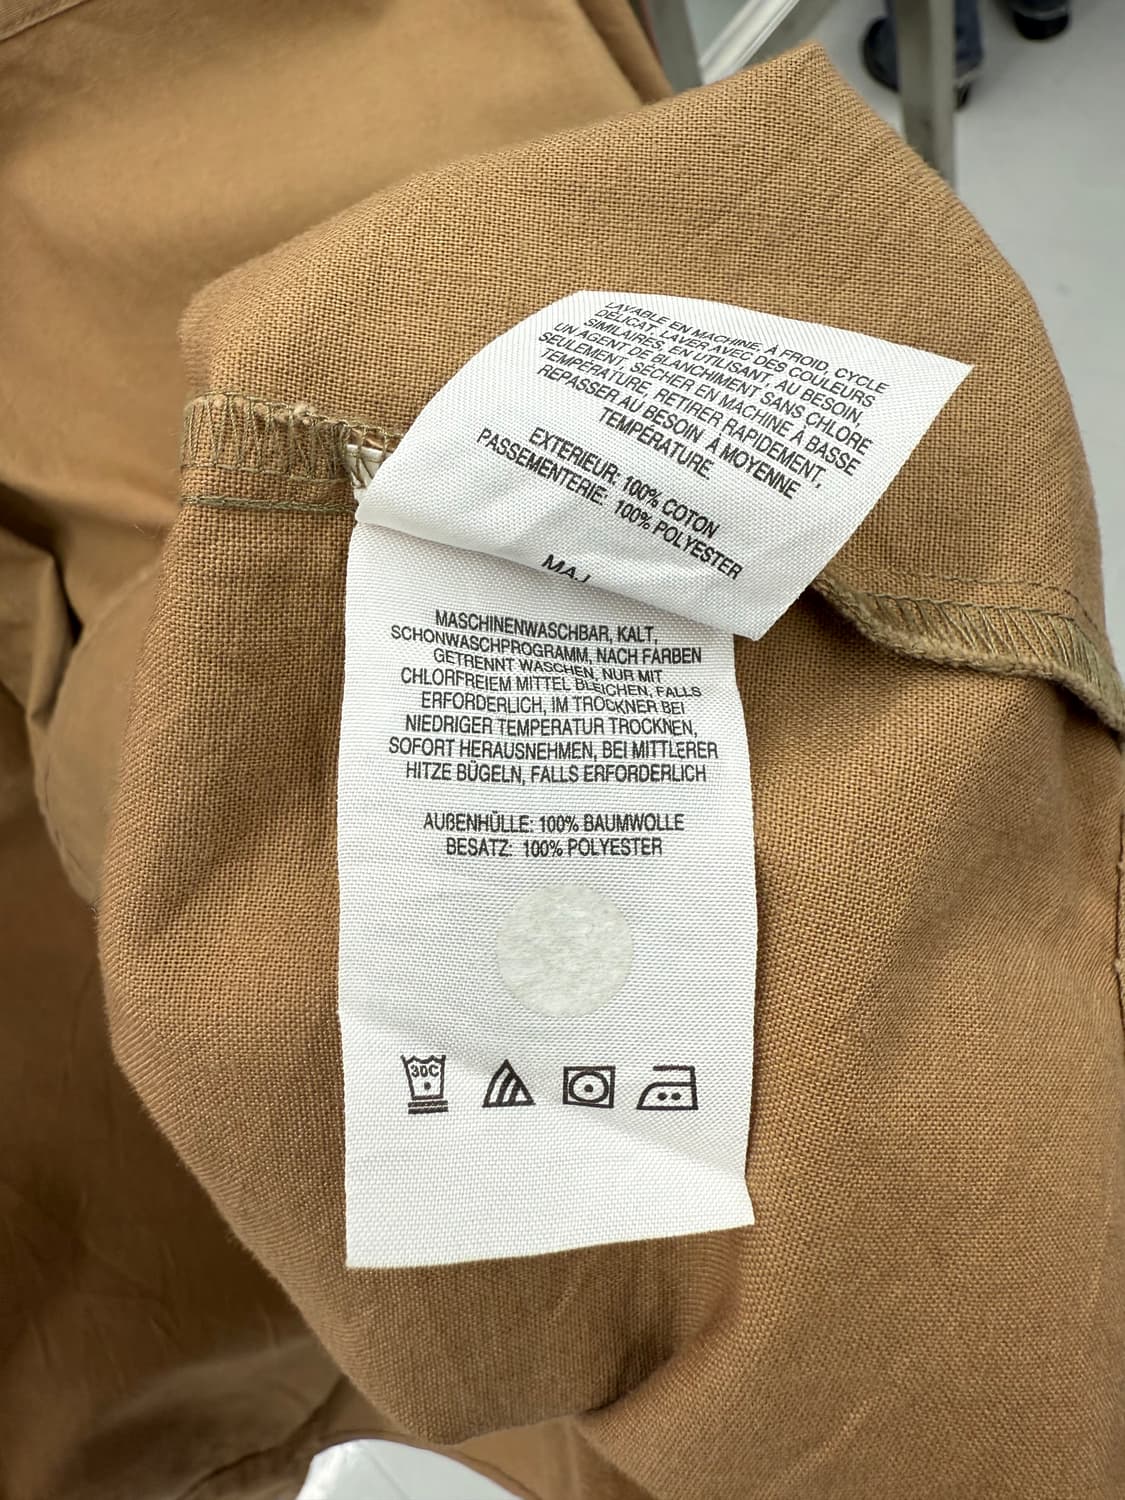 LAVABLE EN MACHINE, À FROID, CYCLE
DÉLICAT. LAVER AVEC DES COULEURS
SIMILAIRES, EN UTILISANT, AU BESOIN,
UN AGENT DE BLANCHIMENT SANS CHLORE
SEULEMENT, SÉCHER EN MACHINE À BASSE
TEMPÉRATURE, RETIRER RAPIDEMENT,
REPASSER AU BESOIN À MOYENNE
TEMPÉRATURE.
EXTERIEUR: 100% COTON
PASSEMENTERIE: 100% POLYESTER
MASCHINENWASCHBAR, KALT,
SCHONWASCHPROGRAMM, NACH FARBEN
GETRENNT WASCHEN, NUR MIT
CHLORFREIEM MITTEL BLEICHEN, FALLS
ERFORDERLICH, IM TROCKNER BEI
NIEDRIGER TEMPERATUR TROCKNEN,
SOFORT HERAUSNEHMEN, BEI MITTLERER
HITZE BÜGELN, FALLS ERFORDERLICH
AUßENHÜLLE: 100% BAUMWOLLE
BESATZ: 100% POLYESTER
30C